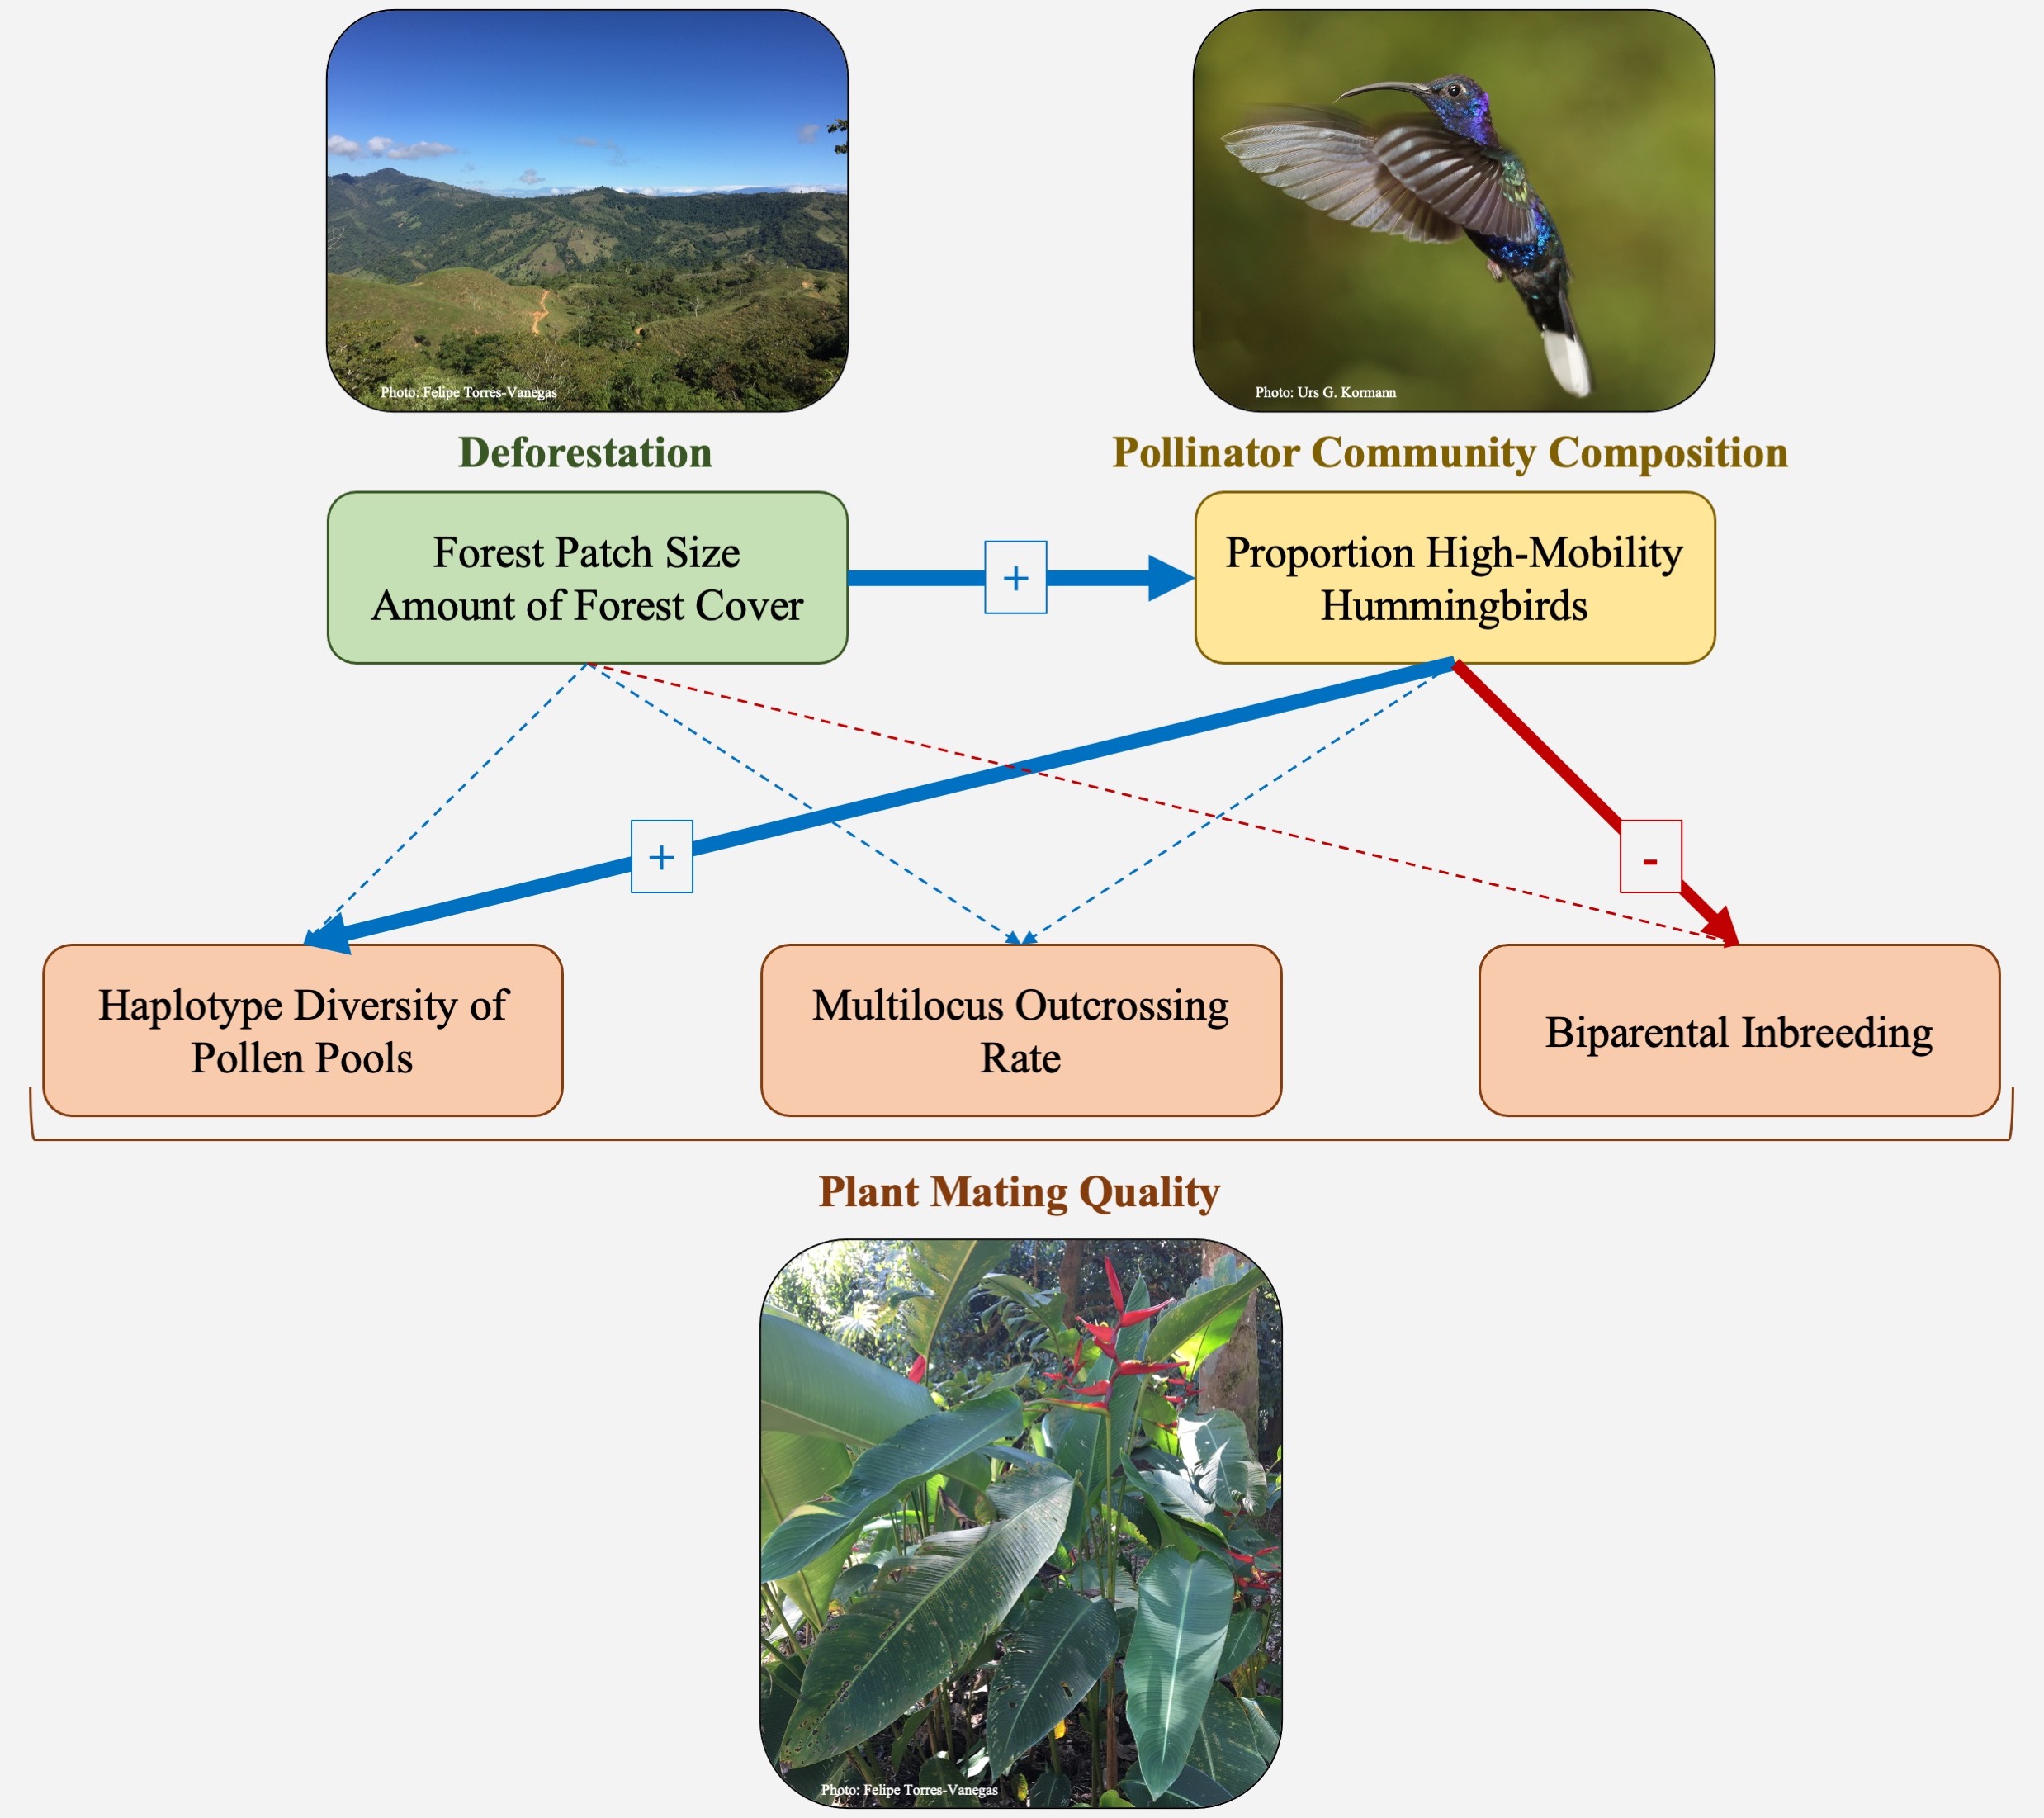 Photo: Felipe Torres-Vanegas
Photo: Urs G. Kormann
Deforestation
Pollinator Community Composition
Forest Patch Size
Amount of Forest Cover
+
Proportion High-Mobility
Hummingbirds
+
-
Haplotype Diversity of
Pollen Pools
Multilocus Outcrossing
Rate
Biparental Inbreeding
Plant Mating Quality
Photo: Felipe Torres-Vanegas